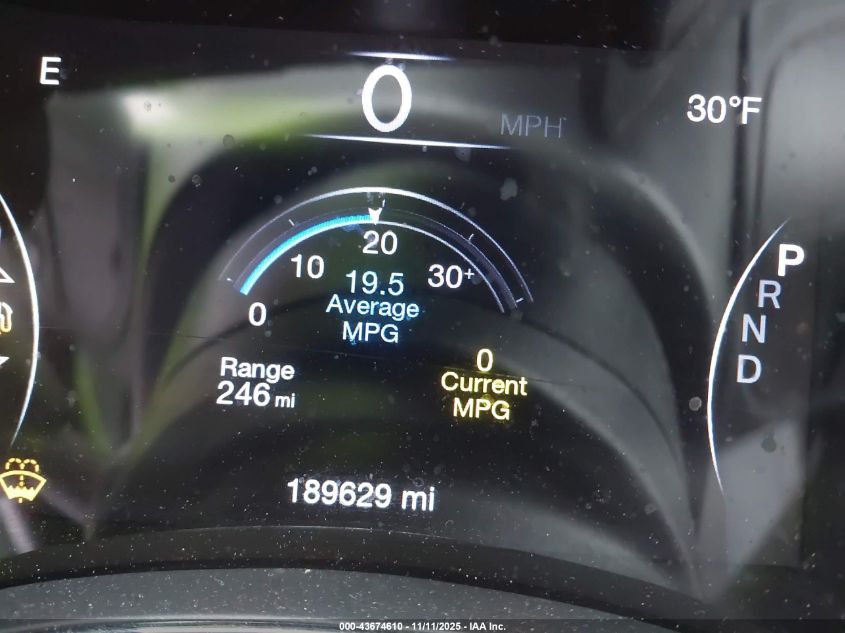 E
0
MPH
30°F
20
10
30+
19.5
Average
MPG
0
P
R
N
D
Range
246 mi
0
Current
MPG
189629 mi
000-43674610 - 11/11/2025 - IAA Inc.